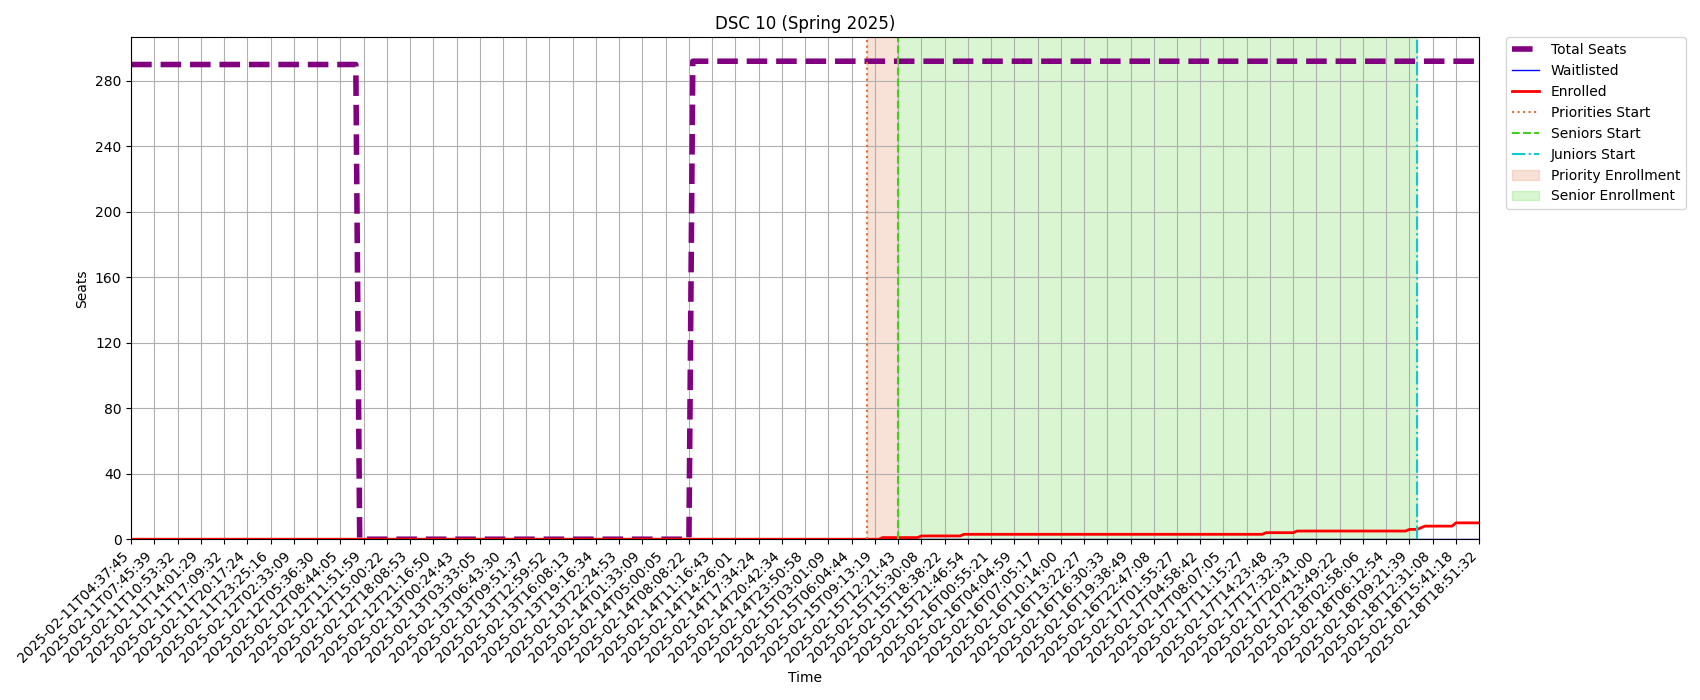 DSC 10 (Spring 2025)
Seats
280
240
200
160
120
80
40
0
2025-02-11T04:37:45
2025-02-11T07:45:39
2025-02-11T10:53:32
2025-02-11T14:01:29
2025-02-11T17:09:32
2025-02-11T20:17:24
2025-02-11T23:25:16
2025-02-12T02:33:09
2025-02-12T05:36:30
2025-02-12T08:44:05
2025-02-12T11:51:59
2025-02-12T15:00:22
2025-02-12T18:08:53
2025-02-12T21:16:50
2025-02-13T00:24:43
2025-02-13T03:33:05
2025-02-13T06:43:30
2025-02-13T09:51:37
2025-02-13T12:59:52
2025-02-13T16:08:13
2025-02-13T19:16:34
2025-02-13T22:24:53
2025-02-14T01:33:09
2025-02-14T05:00:05
2025-02-14T08:08:22
2025-02-14T11:16:43
2025-02-14T14:26:01
2025-02-14T17:34:24
2025-02-14T20:42:34
2025-02-14T23:50:58
2025-02-15T03:01:09
2025-02-15T06:04:44
2025-02-15T09:13:19
2025-02-15T12:21:43
2025-02-15T15:30:08
2025-02-15T18:38:22
2025-02-15T21:46:54
2025-02-16T00:55:21
2025-02-16T04:04:59
2025-02-16T07:05:17
2025-02-16T10:14:00
2025-02-16T13:22:27
2025-02-16T16:30:33
2025-02-16T19:38:49
2025-02-16T22:47:08
2025-02-17T01:55:27
2025-02-17T04:58:42
2025-02-17T08:07:05
2025-02-17T11:15:27
2025-02-17T14:23:48
2025-02-17T17:32:33
2025-02-17T20:41:00
2025-02-17T23:49:22
2025-02-18T02:58:06
2025-02-18T06:12:54
2025-02-18T09:21:39
2025-02-18T12:31:08
2025-02-18T15:41:18
2025-02-18T18:51:32
Time
Total Seats
Waitlisted
Enrolled
Priorities Start
Seniors Start
Juniors Start
Priority Enrollment
Senior Enrollment